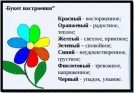 "Букет настроения"
Красный - восторженное;
Оранжевый - радостное,
теплое;
Желтый - светлое, приятное;
Зеленый – спокойное;
Синий – неудовлетворенное,
грустное;
Фиолетовый - тревожное,
напряженное;
Черный – упадок, уныние.